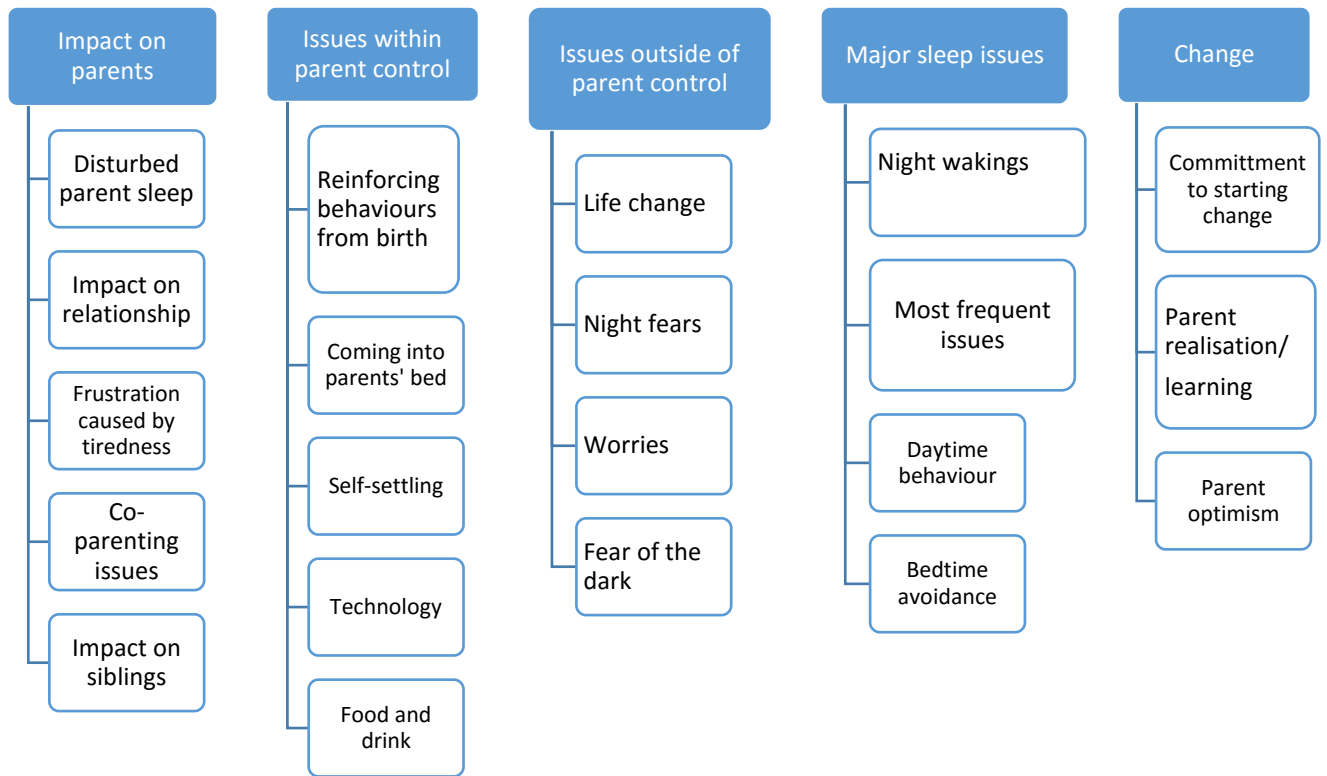 Impact on
parents
Disturbed
parent sleep
Impact on
relationship
Frustration
caused by
tiredness
Co-
parenting
issues
Impact on
siblings
Issues within
parent control
Reinforcing
behaviours
from birth
Coming into
parents' bed
Self-settling
Technology
Food and
drink
Issues outside of
parent control
Life change
Night fears
Worries
Fear of the
dark
Major sleep issues
Night wakings
Most frequent
issues
Daytime
behaviour
Bedtime
avoidance
Change
Committment
to starting
change
Parent
realisation/
learning
Parent
optimism